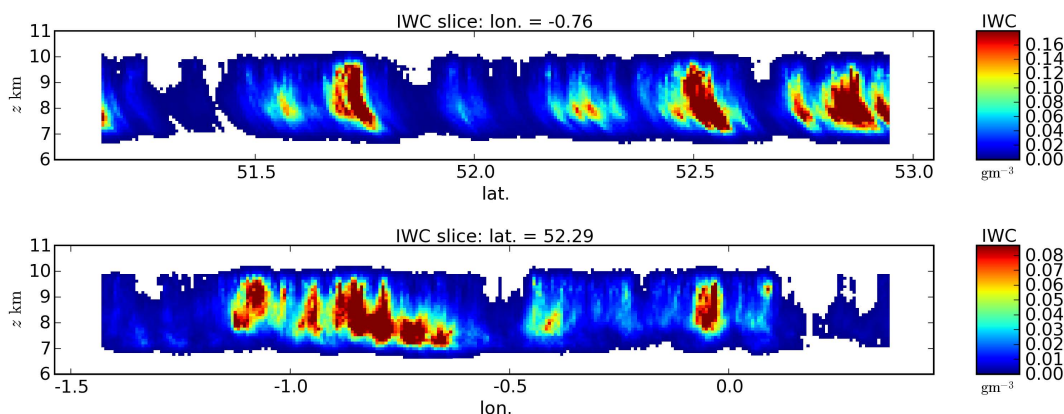 IWC slice: lon. = -0.76
IWC
11
10
9
8
7
6
z km
51.5 52.0 52.5 53.0
lat.
0.16
0.14
0.12
0.10
0.08
0.06
0.04
0.02
0.00
gm⁻³
IWC slice: lat. = 52.29
IWC
11
10
9
8
7
6
z km
-1.5 -1.0 -0.5 0.0
lon.
0.08
0.07
0.06
0.05
0.04
0.03
0.02
0.01
0.00
gm⁻³